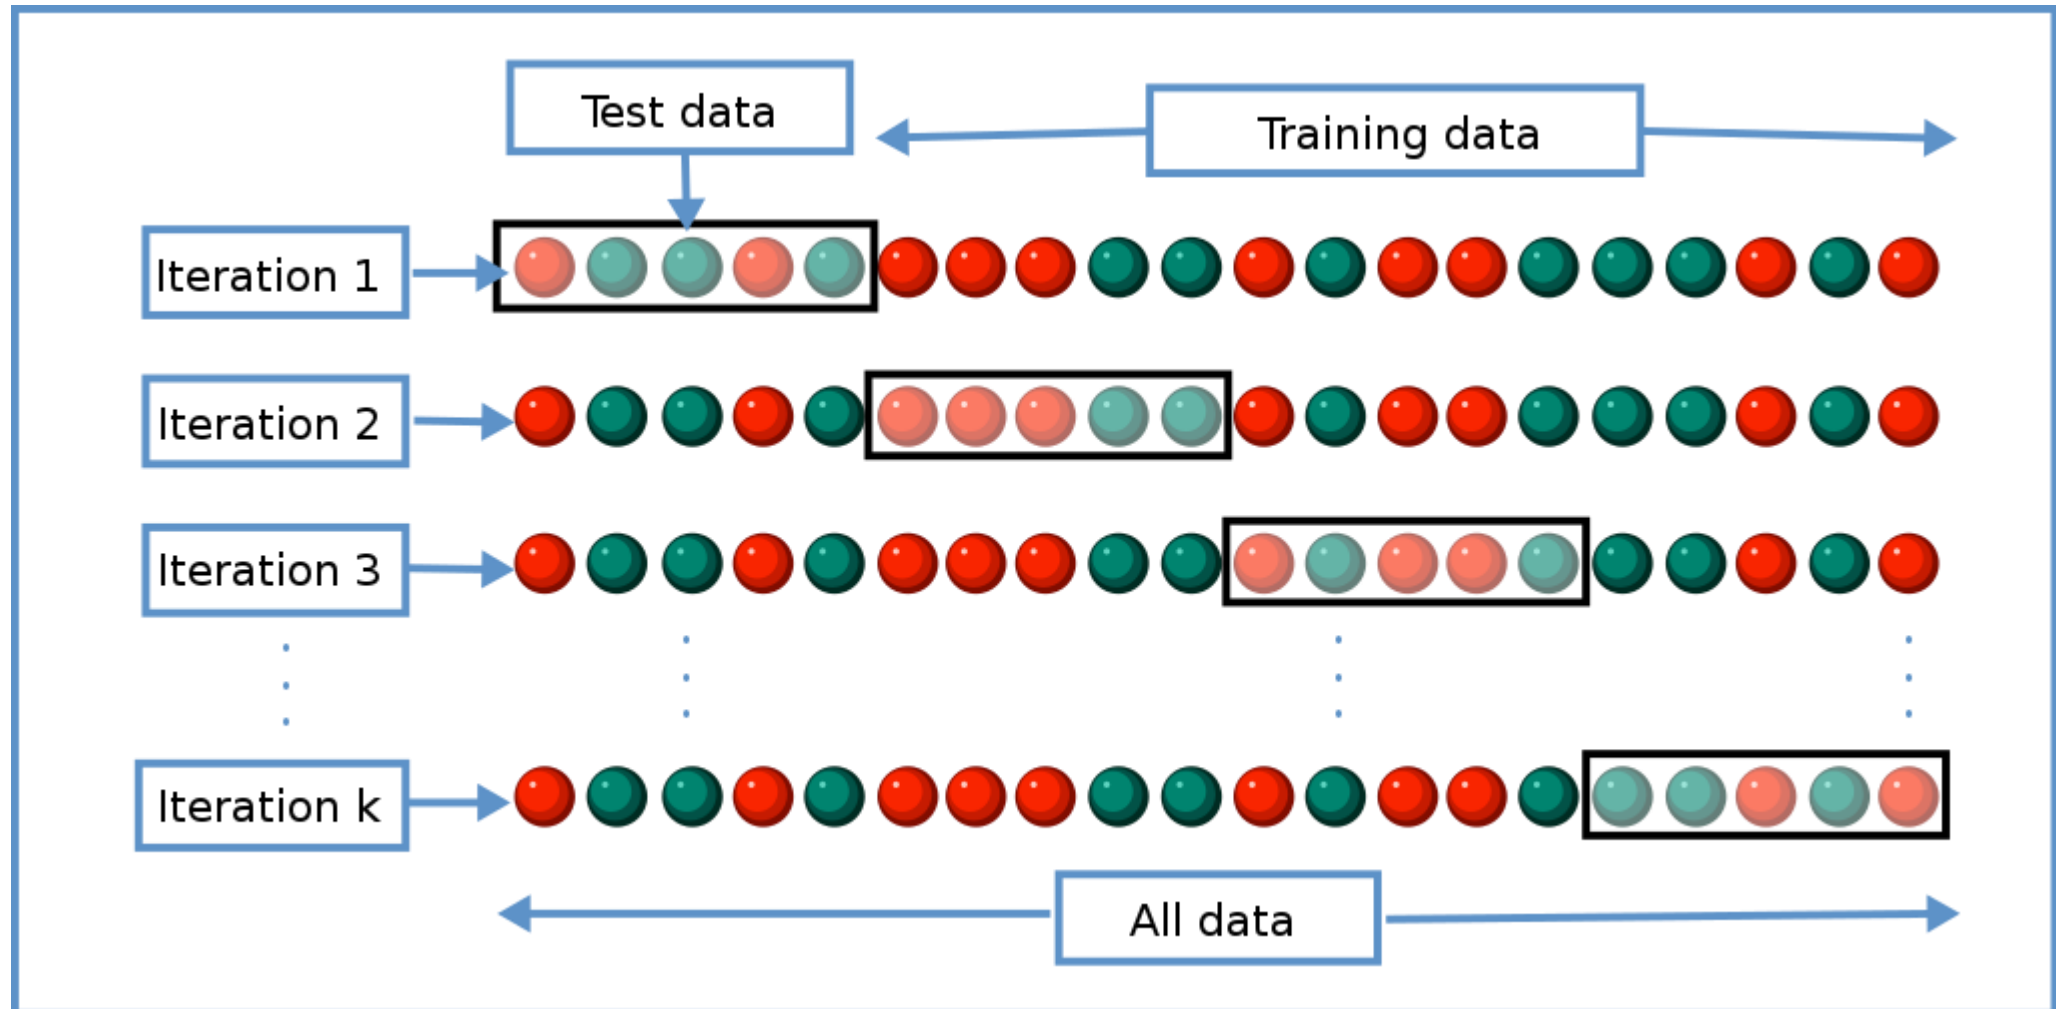 Test data
Training data
Iteration 1
Iteration 2
Iteration 3
Iteration k
All data